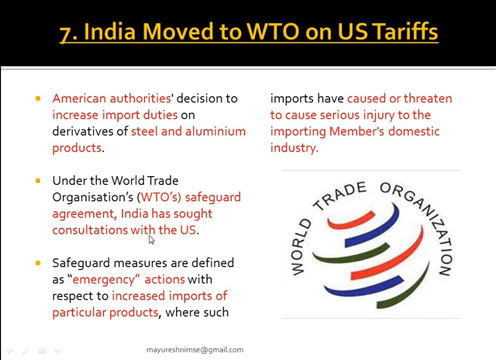 7. India Moved to WTO on US Tariffs
American authorities' decision to
increase import duties on
derivatives of steel and aluminium
products.
Under the World Trade
Organisation's (WTO's) safeguard
agreement, India has sought
consultations with the US.
Safeguard measures are defined
as “emergency” actions with
respect to increased imports of
particular products, where such
imports have caused or threaten
to cause serious injury to the
importing Member's domestic
industry.
WORLD TRADE ORGANIZATION
mayureshnimse@gmail.com